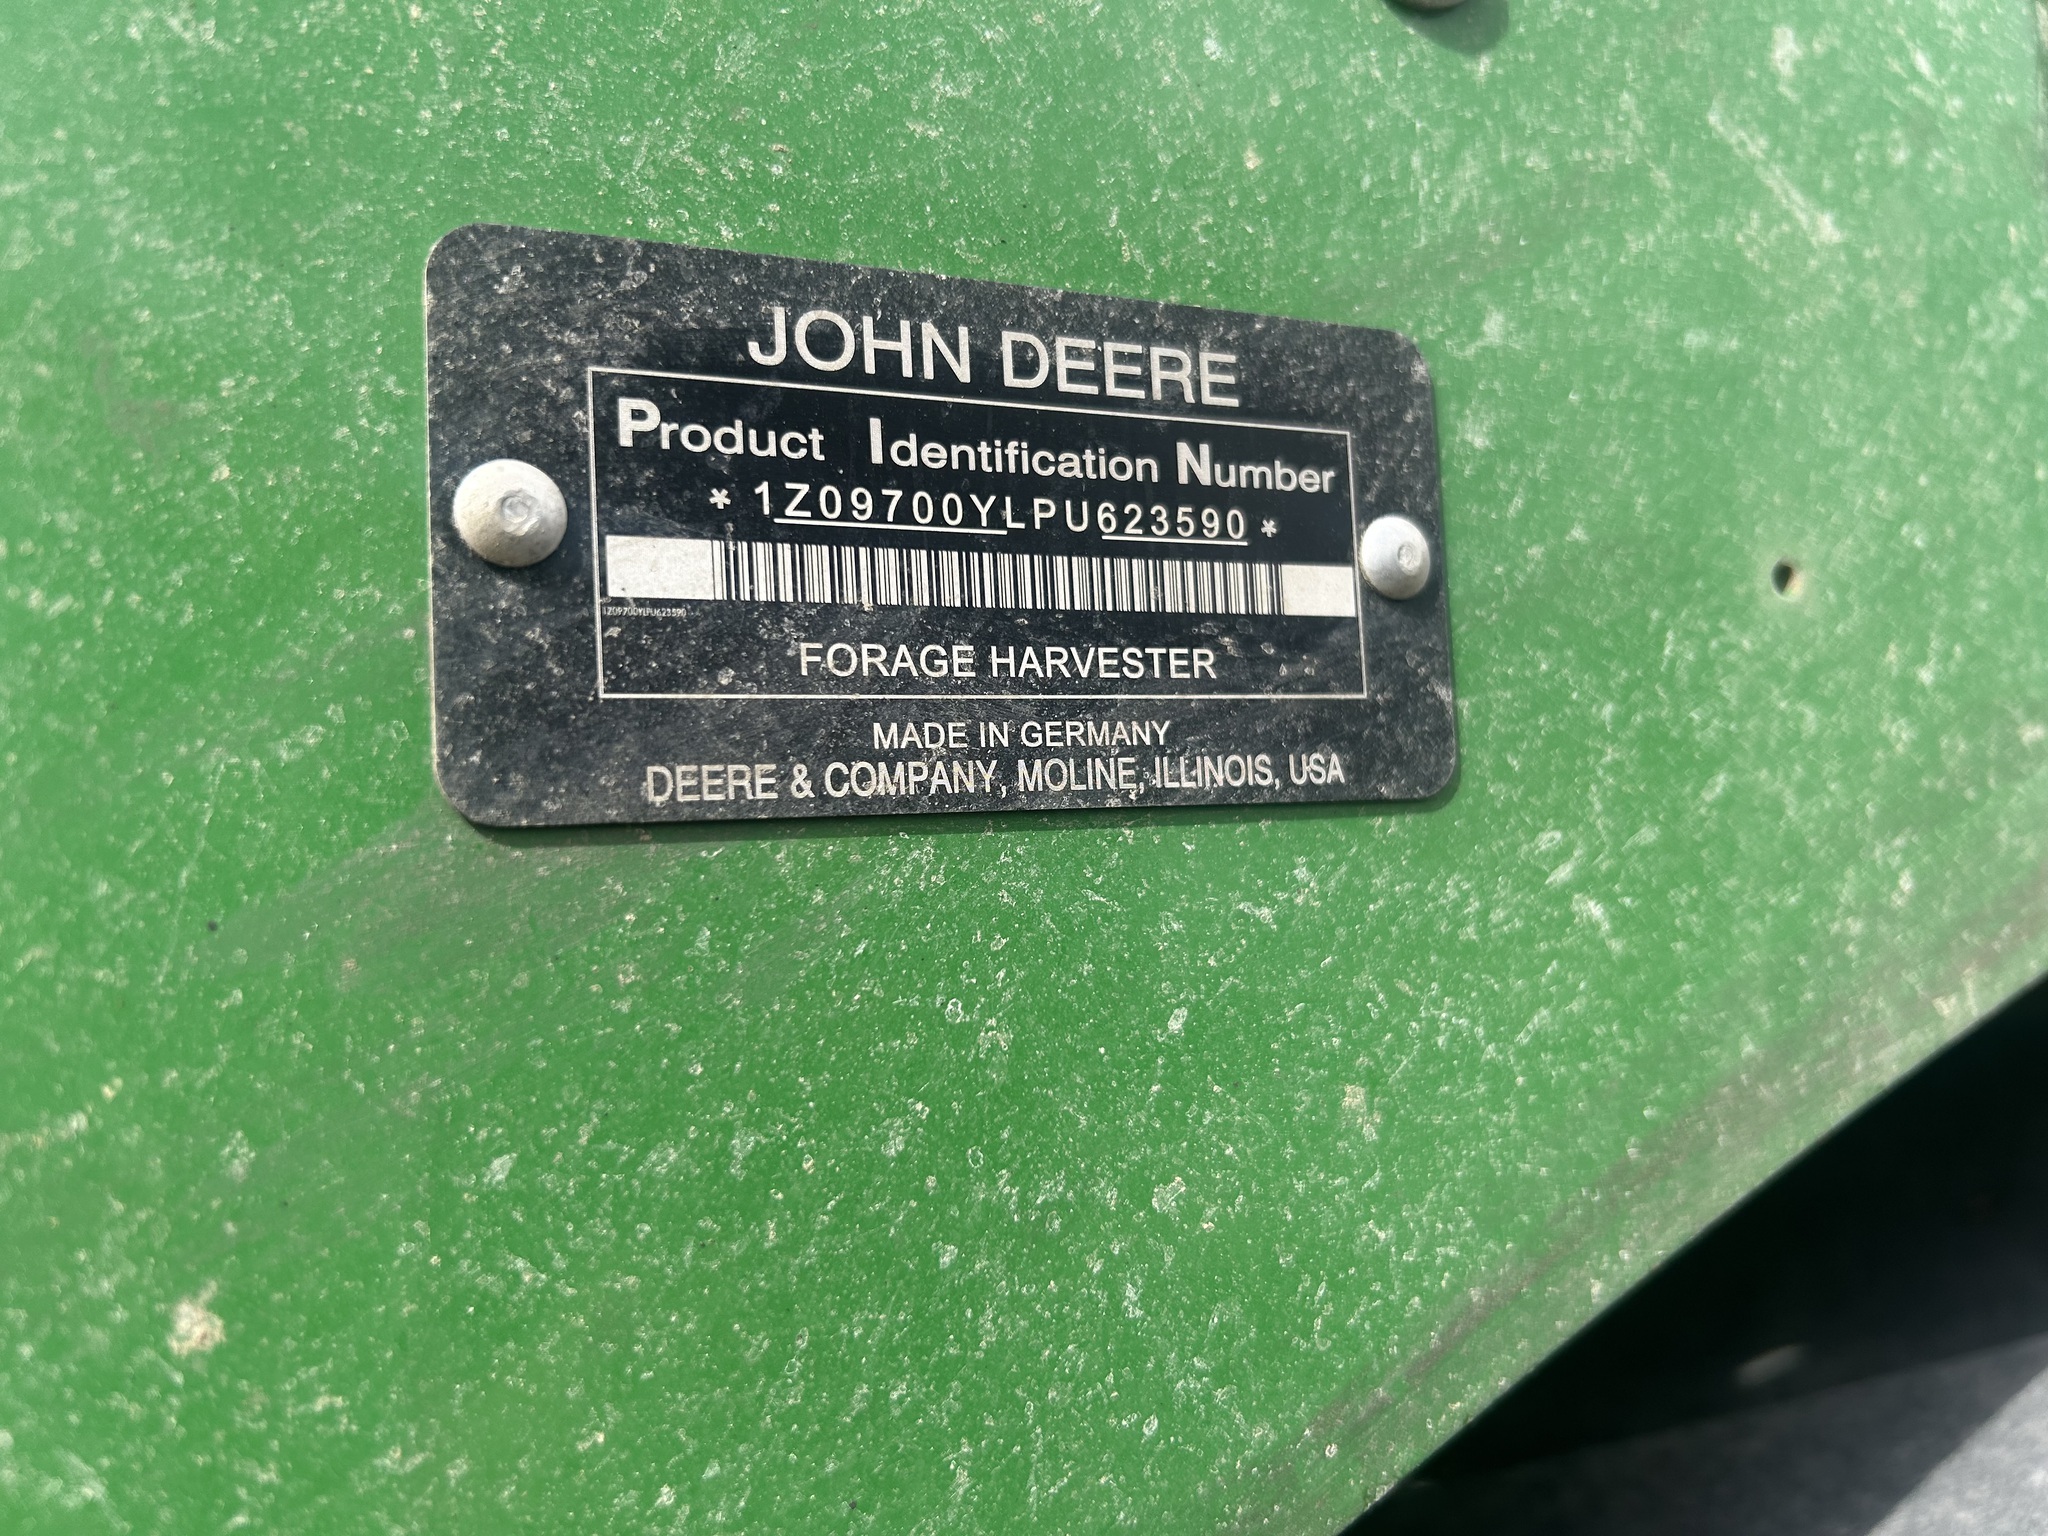 JOHN DEERE
Product Identification Number
* 1Z09700YLPU623590 *
1Z09700YLPU623590
FORAGE HARVESTER
MADE IN GERMANY
DEERE & COMPANY, MOLINE, ILLINOIS, USA